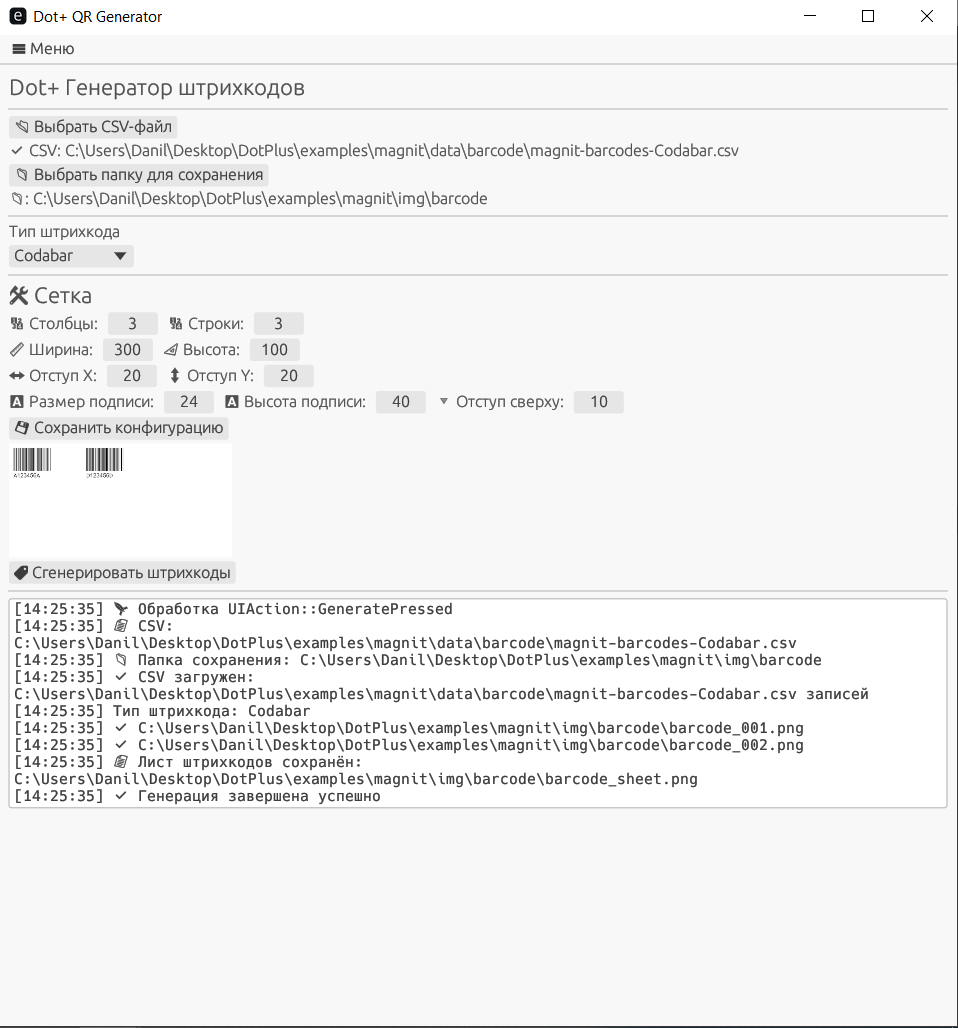 Dot+ QR Generator
Меню
Dot+ Генератор штрихкодов
Выбрать CSV-файл
CSV: C:\Users\Danil\Desktop\DotPlus\examples\magnit\data\barcode\magnit-barcodes-Codabar.csv
Выбрать папку для сохранения
: C:\Users\Danil\Desktop\DotPlus\examples\magnit\img\barcode
Тип штрихкода
Codabar
Сетка
Столбцы: 3 Строки: 3
Ширина: 300 Высота: 100
Отступ X: 20 Отступ Y: 20
Размер подписи: 24 Высота подписи: 40 Отступ сверху: 10
Сохранить конфигурацию
A123456A D123456D
Сгенерировать штрихкоды
[14:25:35] Обработка UIAction::GeneratePressed
[14:25:35] CSV:
C:\Users\Danil\Desktop\DotPlus\examples\magnit\data\barcode\magnit-barcodes-Codabar.csv
[14:25:35] Папка сохранения: C:\Users\Danil\Desktop\DotPlus\examples\magnit\img\barcode
[14:25:35] ✓ CSV загружен:
C:\Users\Danil\Desktop\DotPlus\examples\magnit\data\barcode\magnit-barcodes-Codabar.csv записей
[14:25:35] Тип штрихкода: Codabar
[14:25:35] ✓ C:\Users\Danil\Desktop\DotPlus\examples\magnit\img\barcode\barcode_001.png
[14:25:35] ✓ C:\Users\Danil\Desktop\DotPlus\examples\magnit\img\barcode\barcode_002.png
[14:25:35] Лист штрихкодов сохранён:
C:\Users\Danil\Desktop\DotPlus\examples\magnit\img\barcode\barcode_sheet.png
[14:25:35] ✓ Генерация завершена успешно